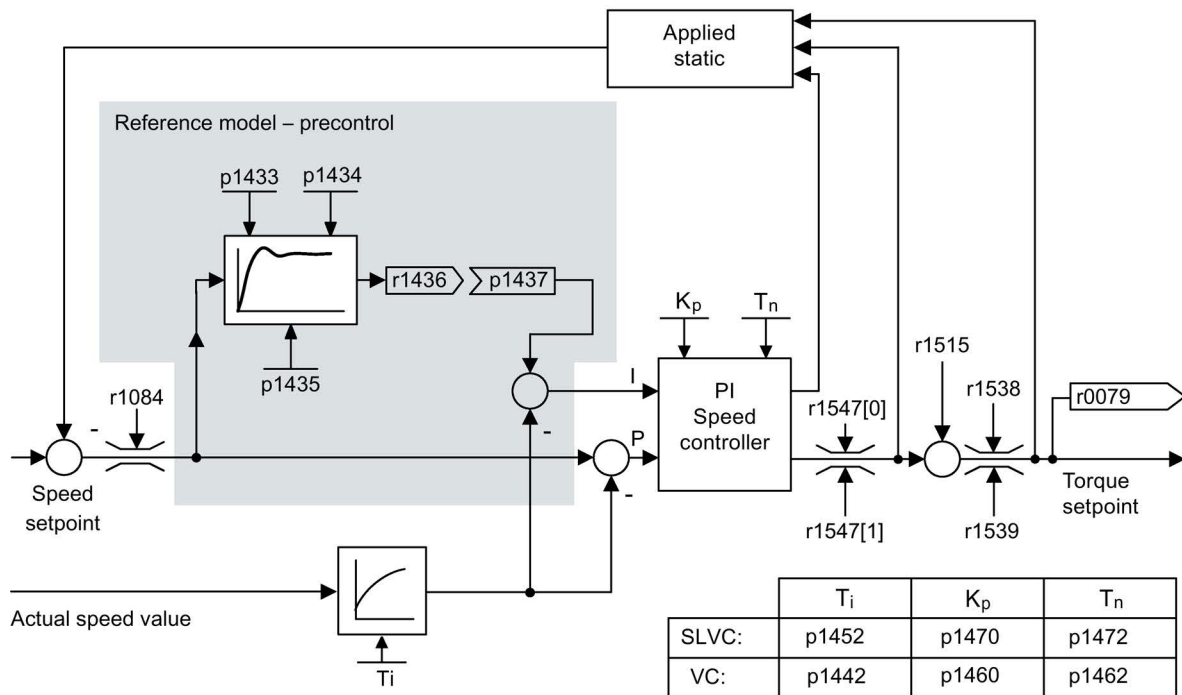 Applied
static
Reference model – precontrol
p1433
p1434
r1436
p1437
p1435
Kp
Tn
r1515
r1084
I
PI
Speed
controller
r1547[0]
r1538
r0079
-
-
P
-
Speed
setpoint
r1547[1]
r1539
Torque
setpoint
Actual speed value
Ti
Ti Kp Tn
SLVC: p1452 p1470 p1472
VC: p1442 p1460 p1462